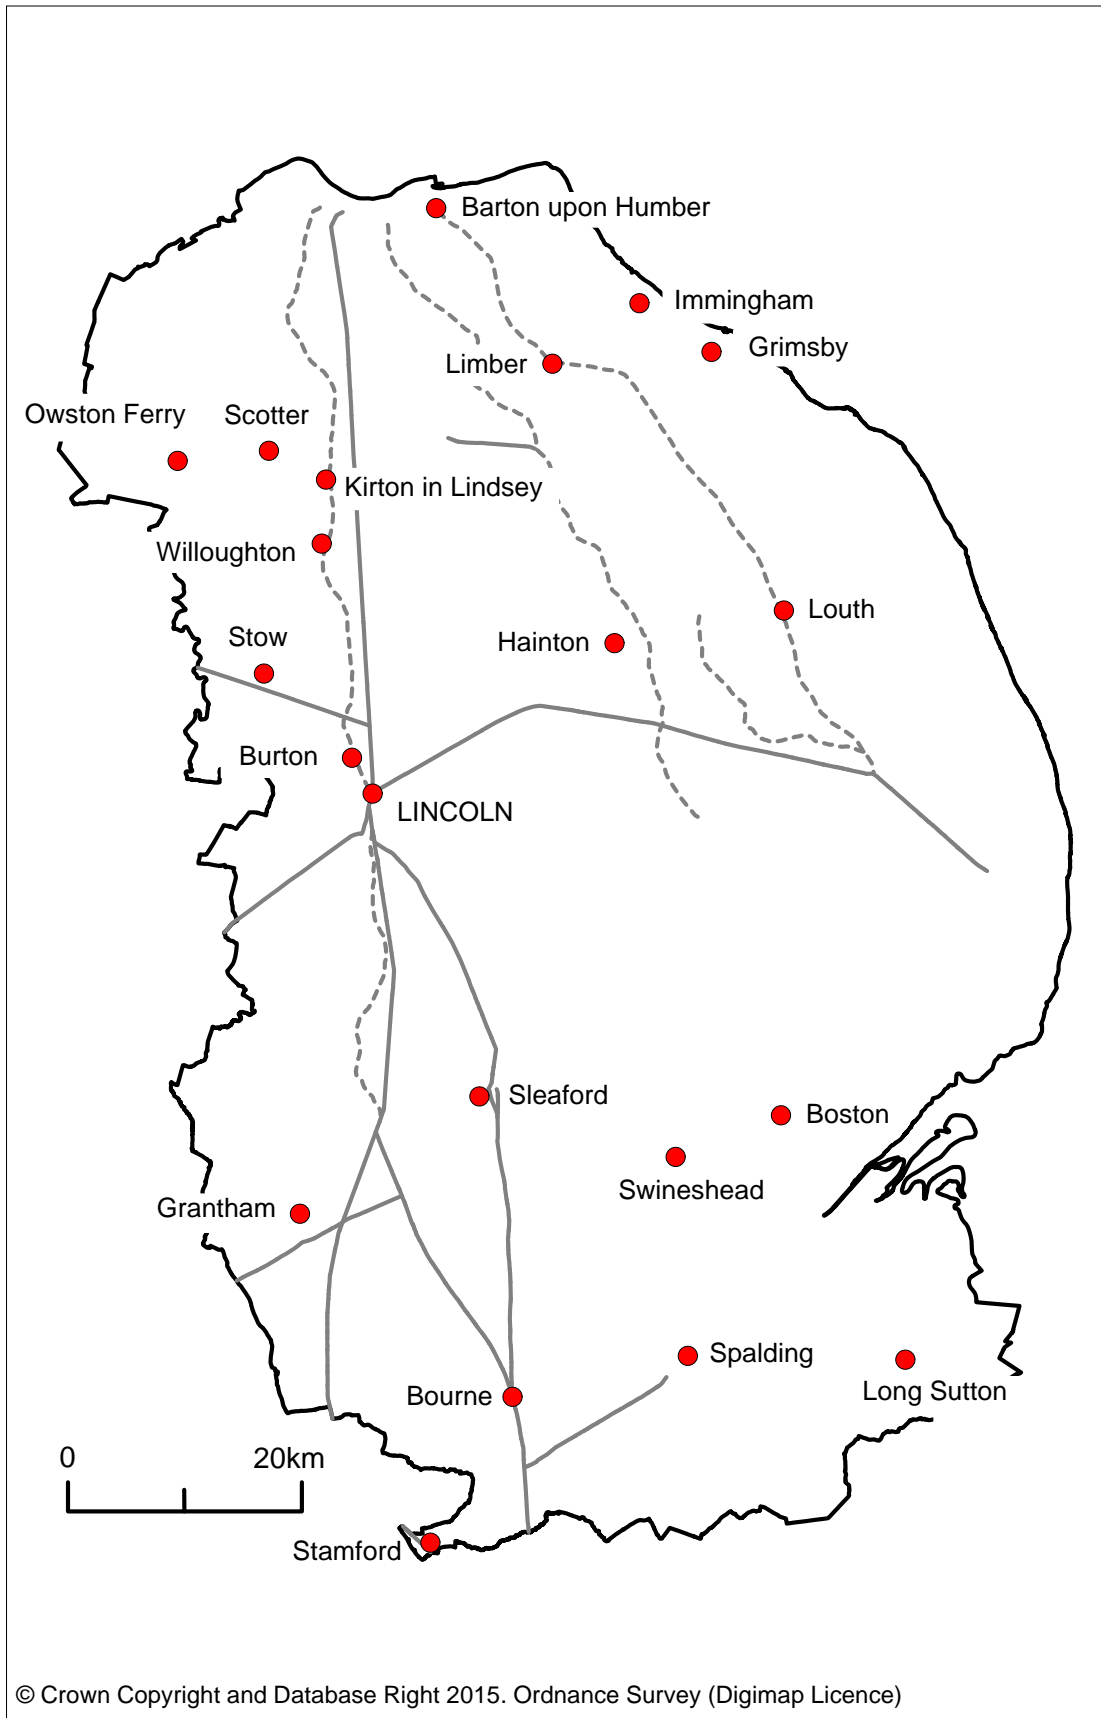 Barton upon Humber
Immingham
Grimsby
Limber
Owston Ferry
Scotter
Kirton in Lindsey
Willoughton
Louth
Stow
Hainton
Burton
LINCOLN
Sleaford
Boston
Swineshead
Grantham
Spalding
Long Sutton
Bourne
0 20km
Stamford
© Crown Copyright and Database Right 2015. Ordnance Survey (Digimap Licence)